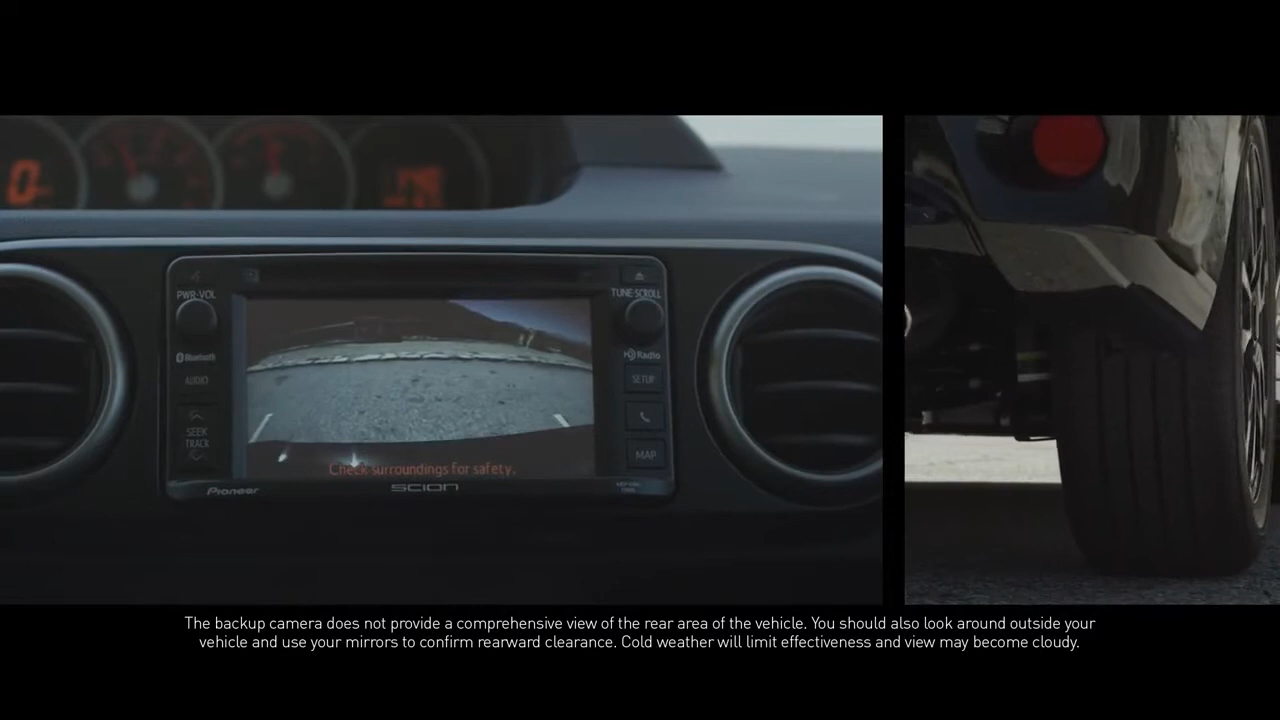 0
PWR·VOL
TUNE·SCROLL
Bluetooth
HD Radio
AUDIO
SETUP
SEEK
TRACK
MAP
Check surroundings for safety.
Pioneer
SCION
The backup camera does not provide a comprehensive view of the rear area of the vehicle. You should also look around outside your
vehicle and use your mirrors to confirm rearward clearance. Cold weather will limit effectiveness and view may become cloudy.